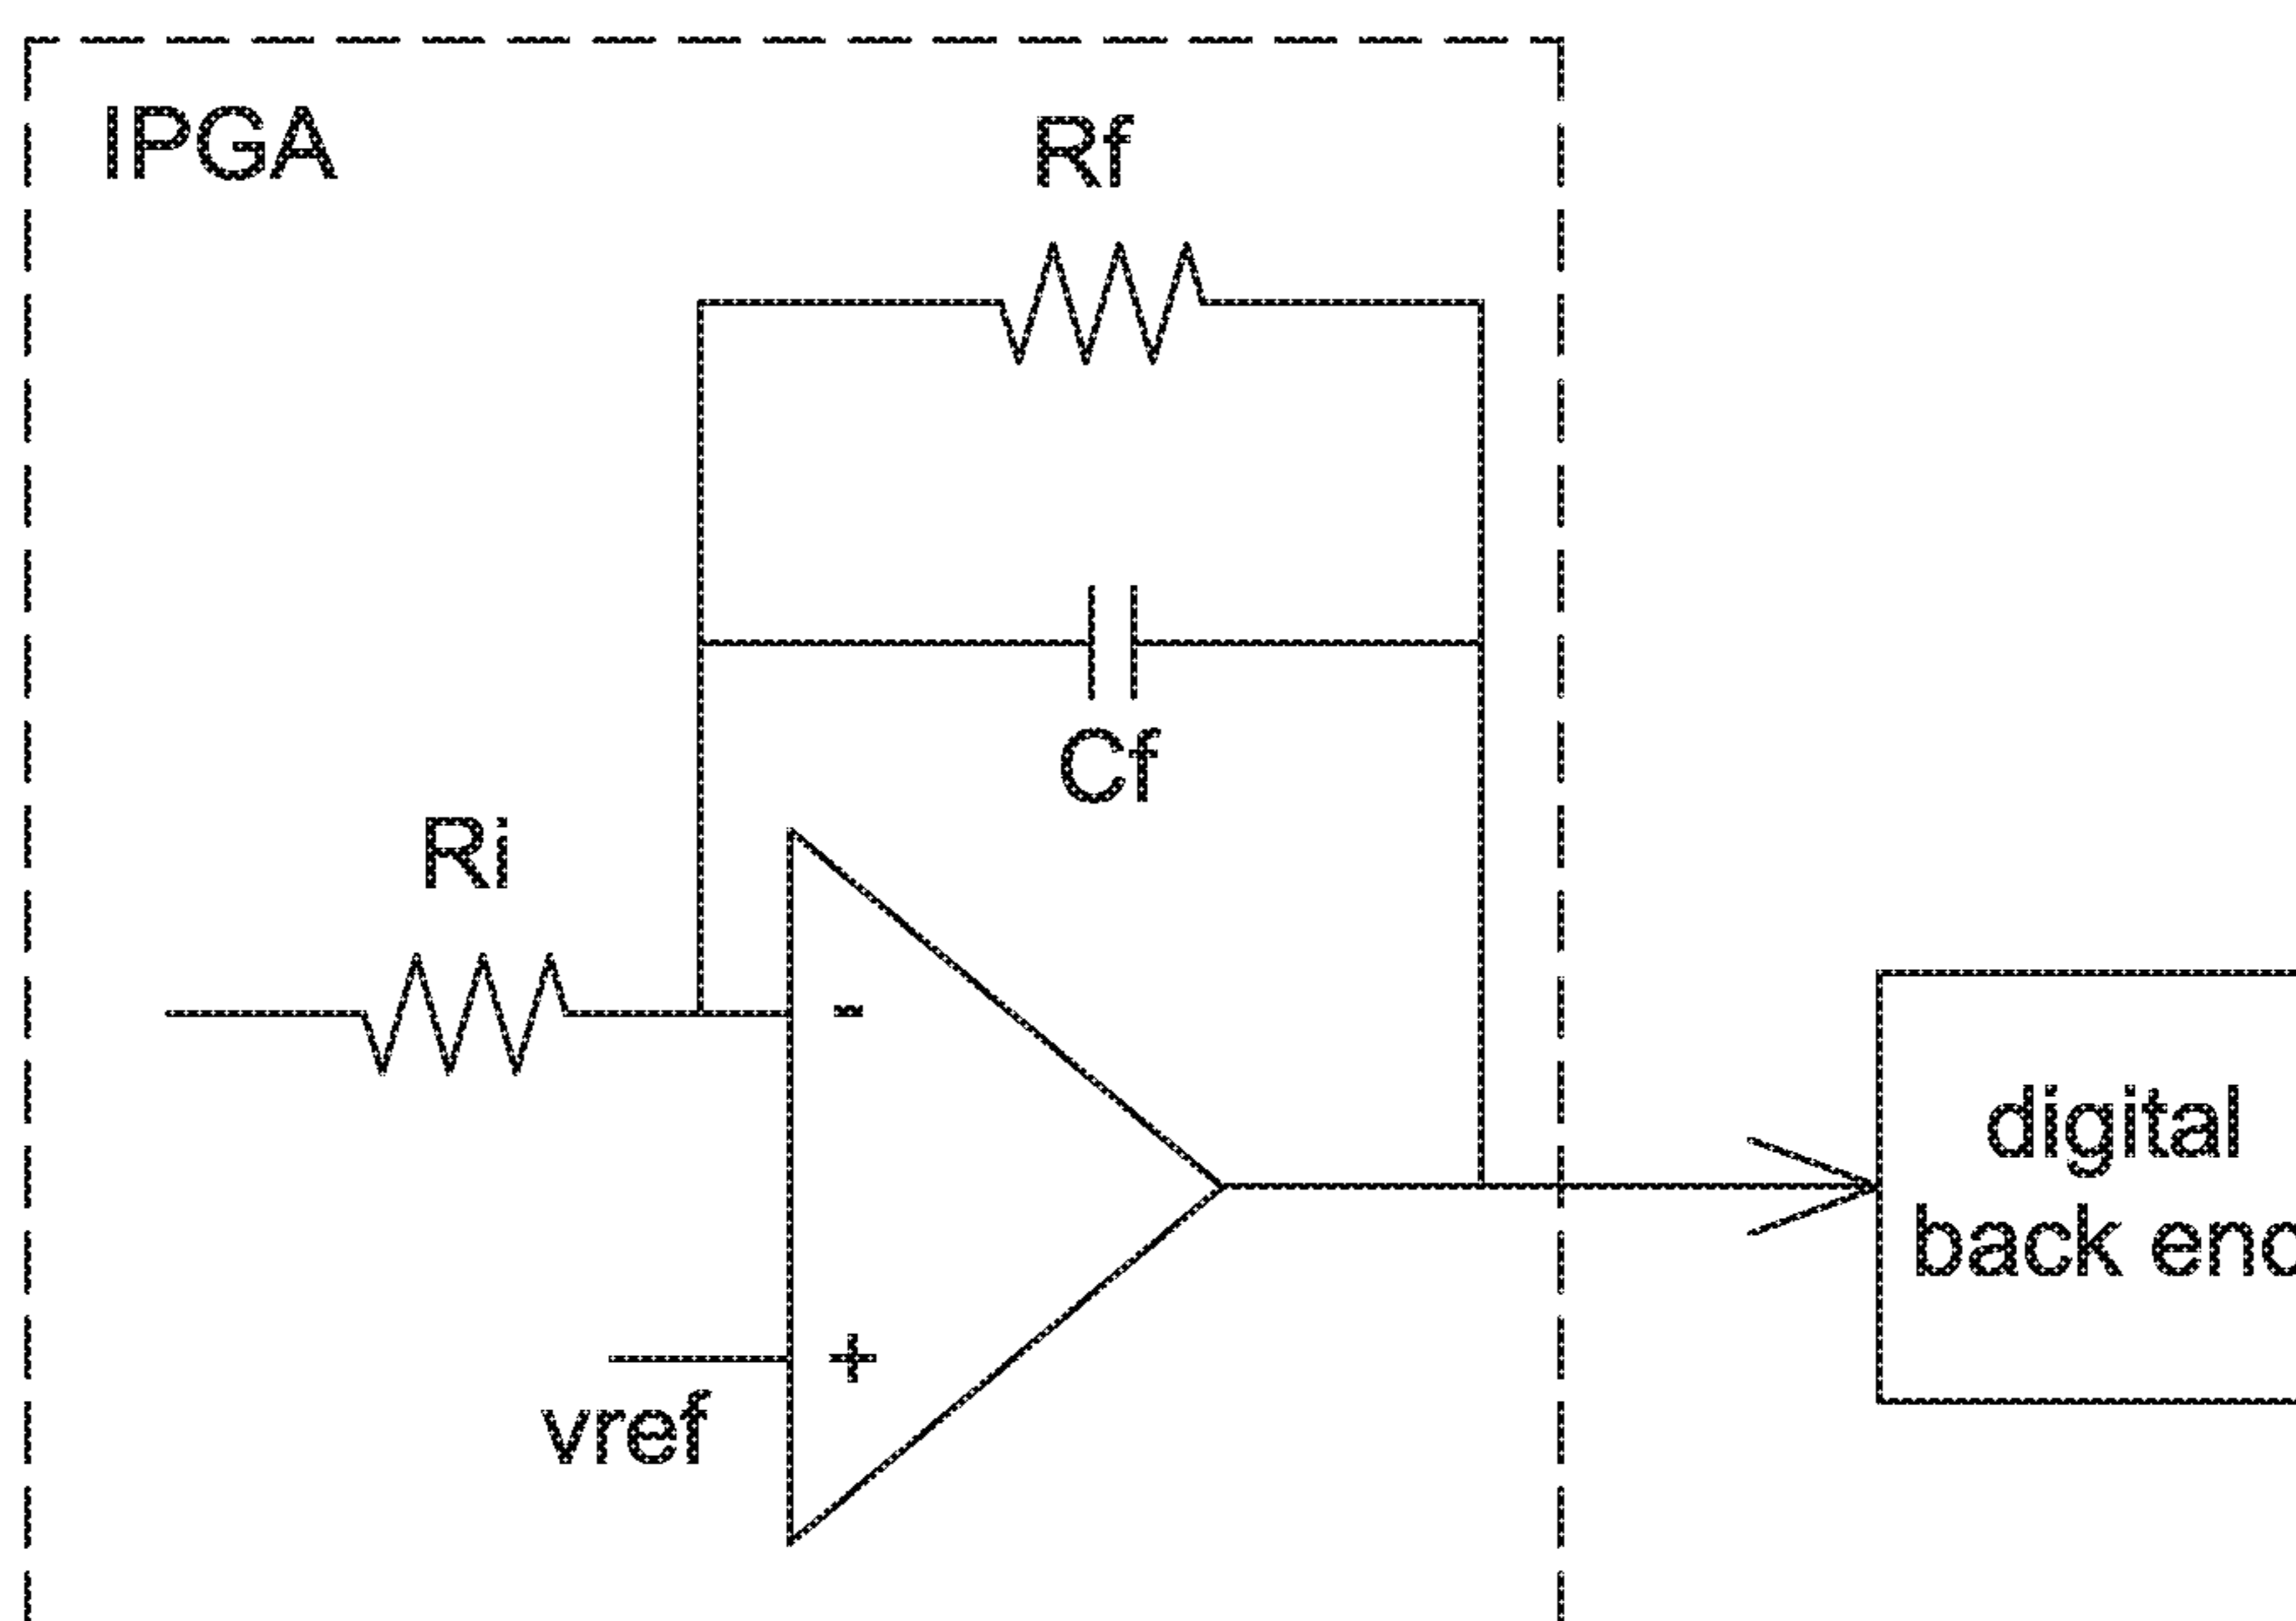 IPGA
Rf
Cf
Ri
-
+
vref
digital
back end